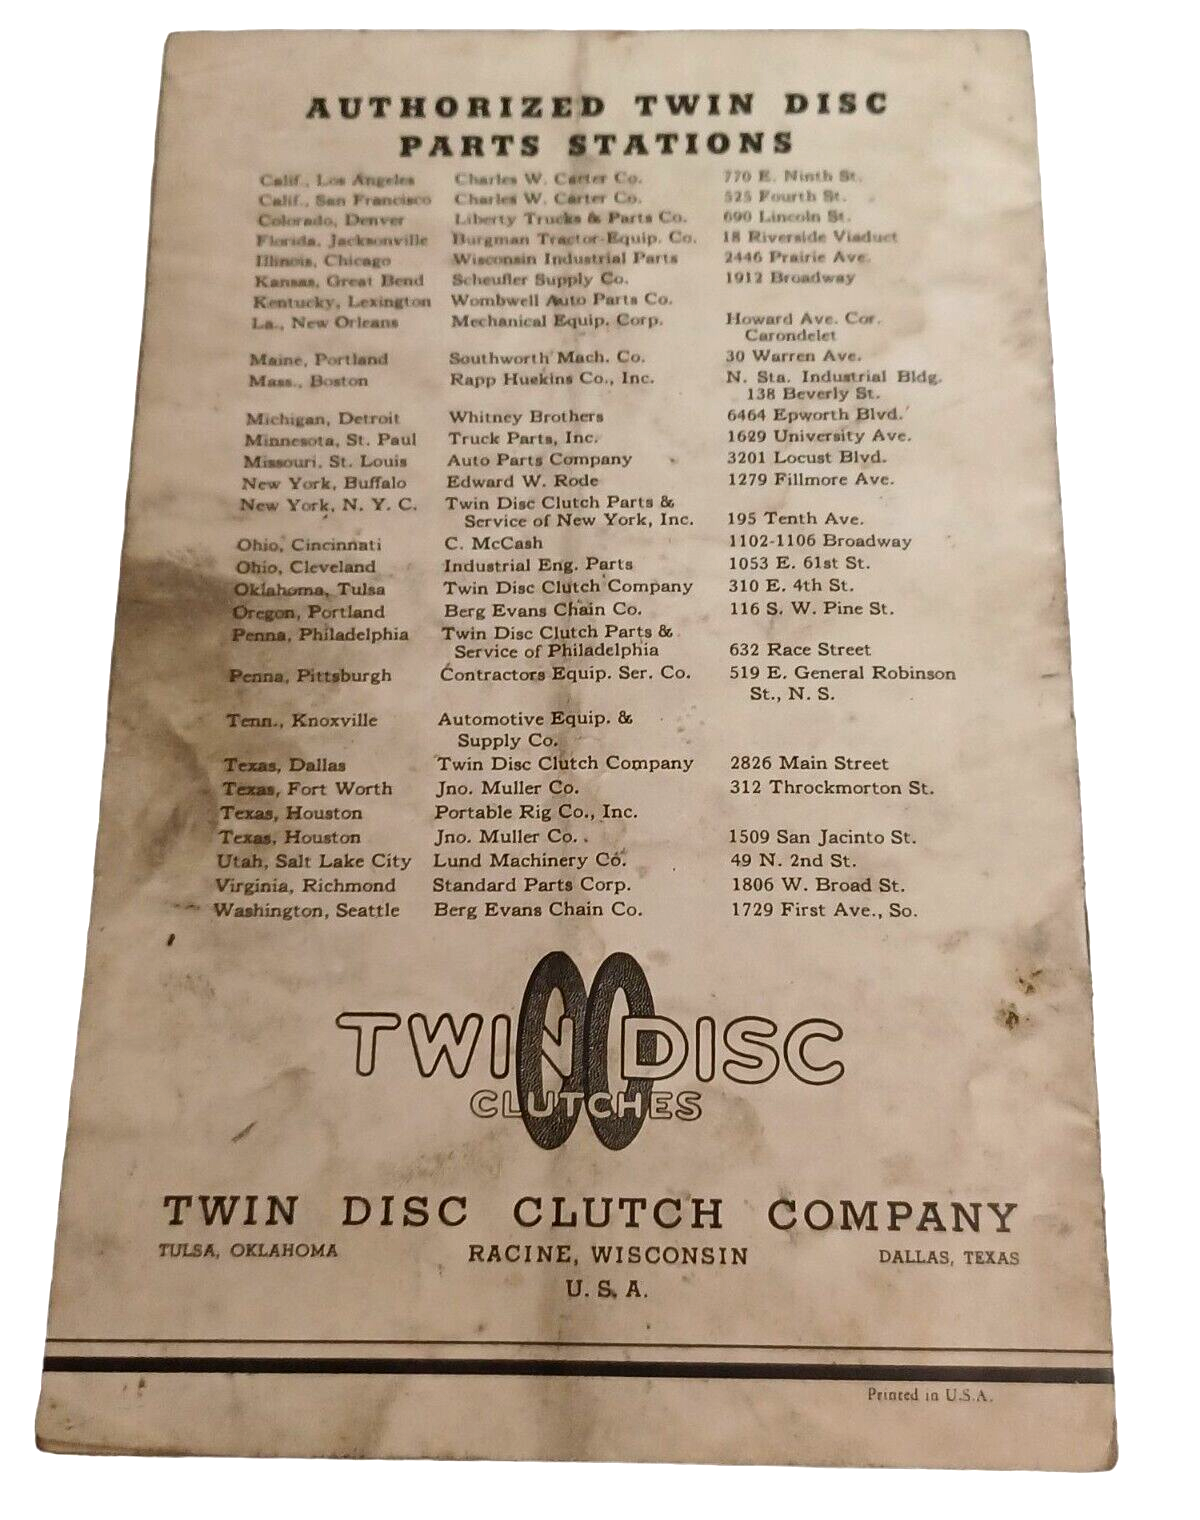 AUTHORIZED TWIN DISC
PARTS STATIONS
Calif., Los Angeles Charles W. Carter Co. 770 E. Ninth St.
Calif., San Francisco Charles W. Carter Co. 525 Fourth St.
Colorado, Denver Liberty Trucks & Parts Co. 690 Lincoln St.
Florida, Jacksonville Burgman Tractor-Equip. Co. 18 Riverside Viaduct
Illinois, Chicago Wisconsin Industrial Parts 2446 Prairie Ave.
Kansas, Great Bend Scheufler Supply Co. 1912 Broadway
Kentucky, Lexington Wombwell Auto Parts Co.
La., New Orleans Mechanical Equip. Corp. Howard Ave. Cor.
Carondelet
Maine, Portland Southworth Mach. Co. 30 Warren Ave.
Mass., Boston Rapp Huekins Co., Inc. N. Sta. Industrial Bldg.
138 Beverly St.
Michigan, Detroit Whitney Brothers 6464 Epworth Blvd.
Minnesota, St. Paul Truck Parts, Inc. 1629 University Ave.
Missouri, St. Louis Auto Parts Company 3201 Locust Blvd.
New York, Buffalo Edward W. Rode 1279 Fillmore Ave.
New York, N. Y. C. Twin Disc Clutch Parts &
Service of New York, Inc. 195 Tenth Ave.
Ohio, Cincinnati C. McCash 1102-1106 Broadway
Ohio, Cleveland Industrial Eng. Parts 1053 E. 61st St.
Oklahoma, Tulsa Twin Disc Clutch Company 310 E. 4th St.
Oregon, Portland Berg Evans Chain Co. 116 S. W. Pine St.
Penna, Philadelphia Twin Disc Clutch Parts &
Service of Philadelphia 632 Race Street
Penna, Pittsburgh Contractors Equip. Ser. Co. 519 E. General Robinson
St., N. S.
Tenn., Knoxville Automotive Equip. &
Supply Co.
Texas, Dallas Twin Disc Clutch Company 2826 Main Street
Texas, Fort Worth Jno. Muller Co. 312 Throckmorton St.
Texas, Houston Portable Rig Co., Inc.
Texas, Houston Jno. Muller Co. 1509 San Jacinto St.
Utah, Salt Lake City Lund Machinery Co. 49 N. 2nd St.
Virginia, Richmond Standard Parts Corp. 1806 W. Broad St.
Washington, Seattle Berg Evans Chain Co. 1729 First Ave., So.
TWIN DISC
CLUTCHES
TWIN DISC CLUTCH COMPANY
TULSA, OKLAHOMA RACINE, WISCONSIN DALLAS, TEXAS
U. S. A.
Printed in U.S.A.